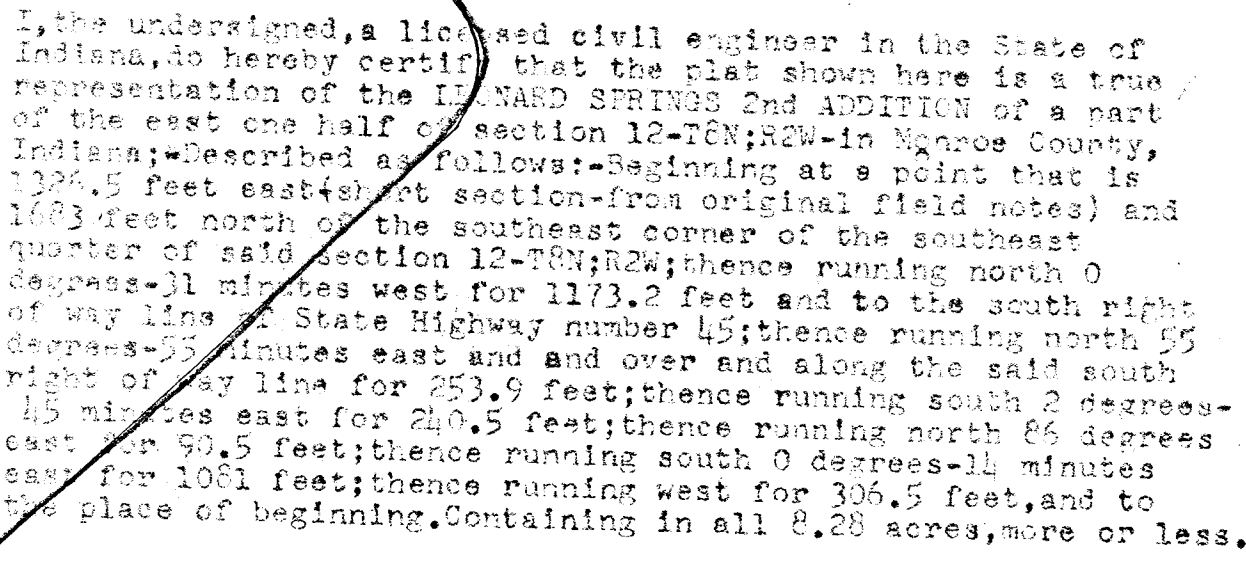 I,the undersigned,a licensed civil engineer in the State of
Indiana,do hereby certify that the plat shown here is a true
representation of the LEONARD SPRINGS 2nd ADDITION of a part
of the east one half of section 12-T8N;R2W-in Monroe County,
Indiana;-Described as follows:-Beginning at a point that is
1326.5 feet east(short section-from original field notes) and
1683 feet north of the southeast corner of the southeast
quarter of said section 12-T8N;R2W;thence running north 0
degrees-31 minutes west for 1173.2 feet and to the south right
of way line of State Highway number 45;thence running north 55
degrees-55 minutes east and and over and along the said south
right of way line for 253.9 feet;thence running south 2 degrees-
45 minutes east for 240.5 feet;thence running north 86 degrees
east for 90.5 feet;thence running south 0 degrees-14 minutes
east for 1081 feet;thence running west for 306.5 feet,and to
the place of beginning.Containing in all 8.28 acres,more or less.